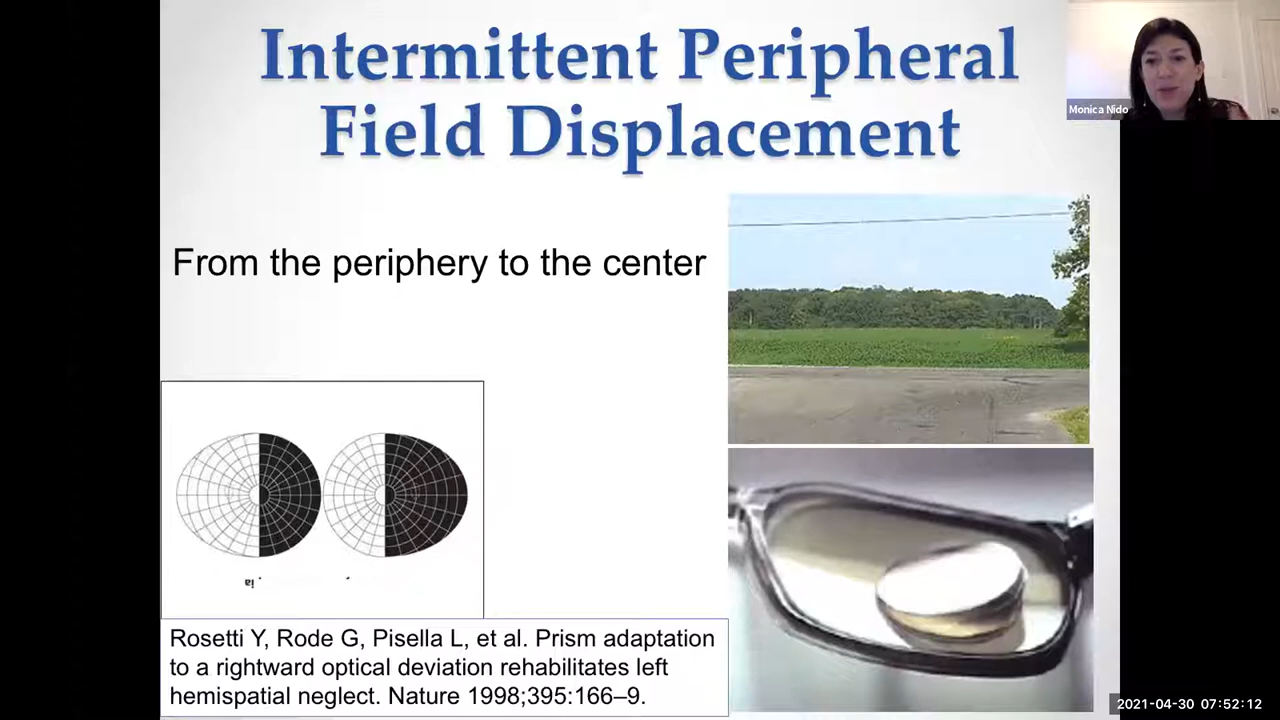 Intermittent Peripheral
Field Displacement
Monica Nido
From the periphery to the center
Rosetti Y, Rode G, Pisella L, et al. Prism adaptation
to a rightward optical deviation rehabilitates left
hemispatial neglect. Nature 1998;395:166–9.
2021-04-30 07:52:12